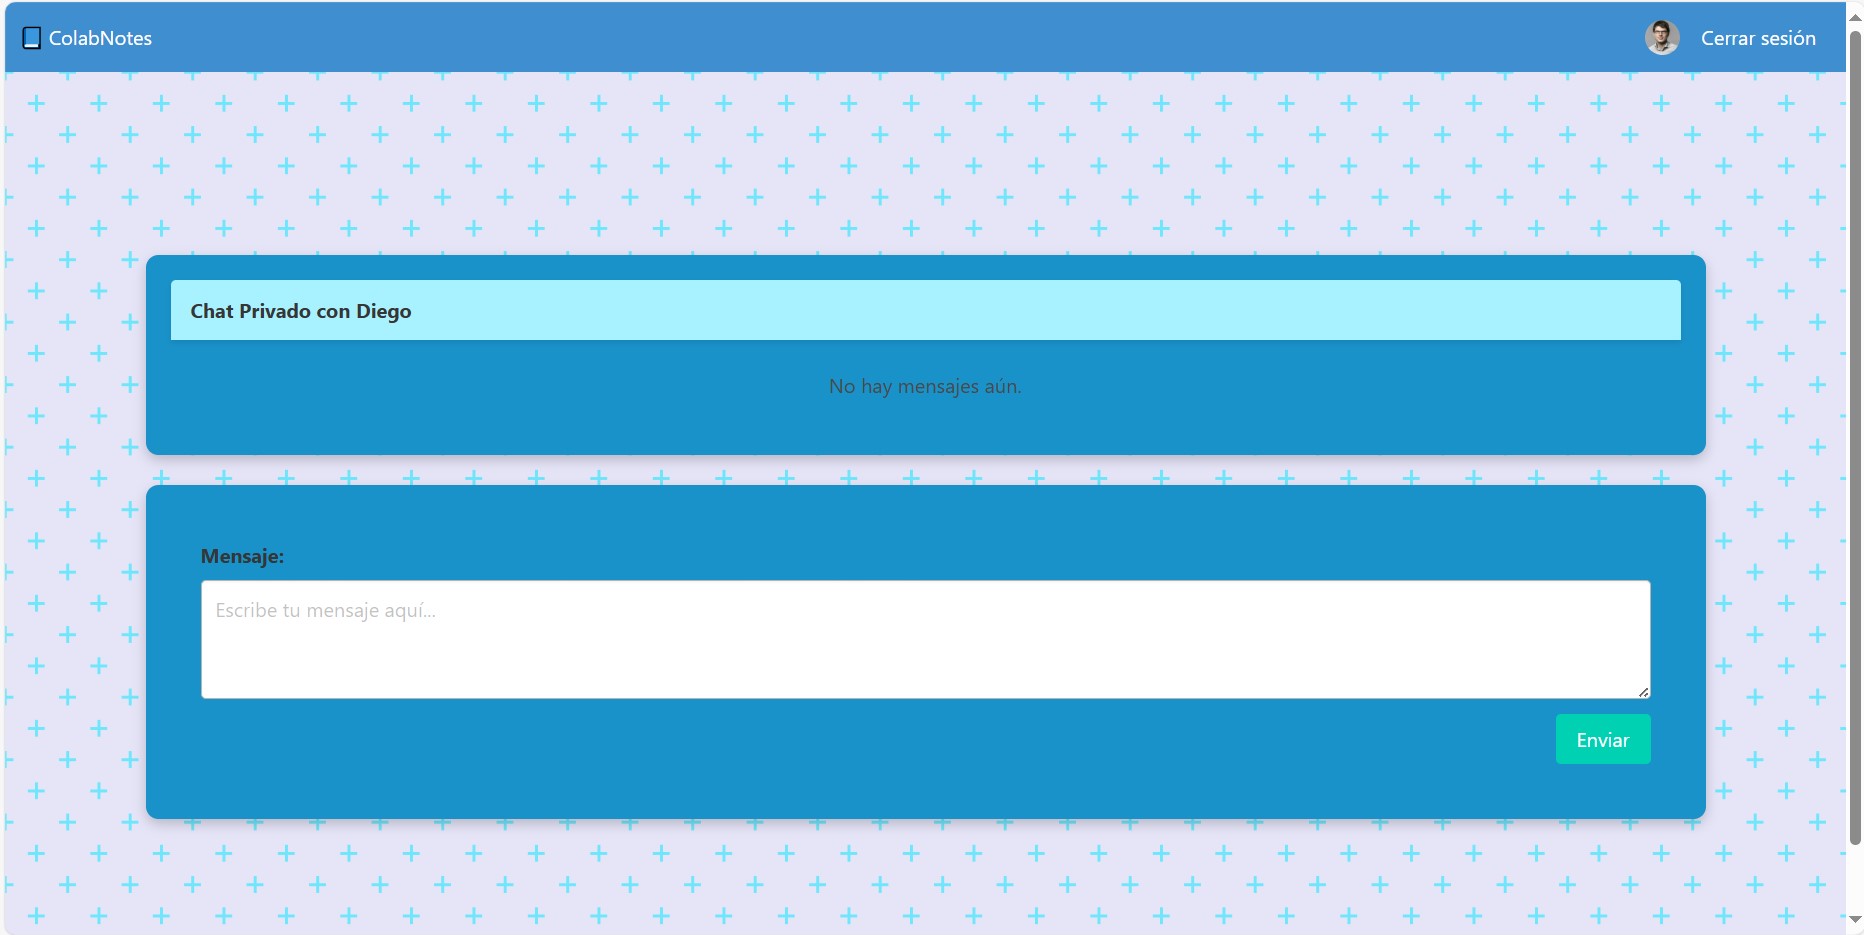 ColabNotes
Cerrar sesión
Chat Privado con Diego
No hay mensajes aún.
Mensaje:
Escribe tu mensaje aquí...
Enviar